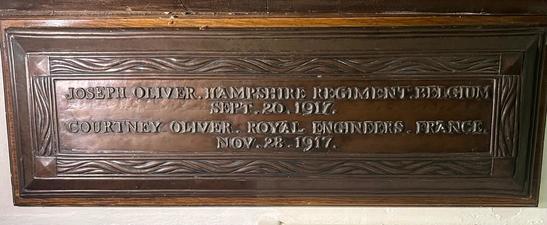 JOSEPH OLIVER. HAMPSHIRE REGIMENT. BELGIUM
SEPT. 20. 1917.
COURTNEY OLIVER. ROYAL ENGINEERS. FRANCE.
NOV. 28. 1917.